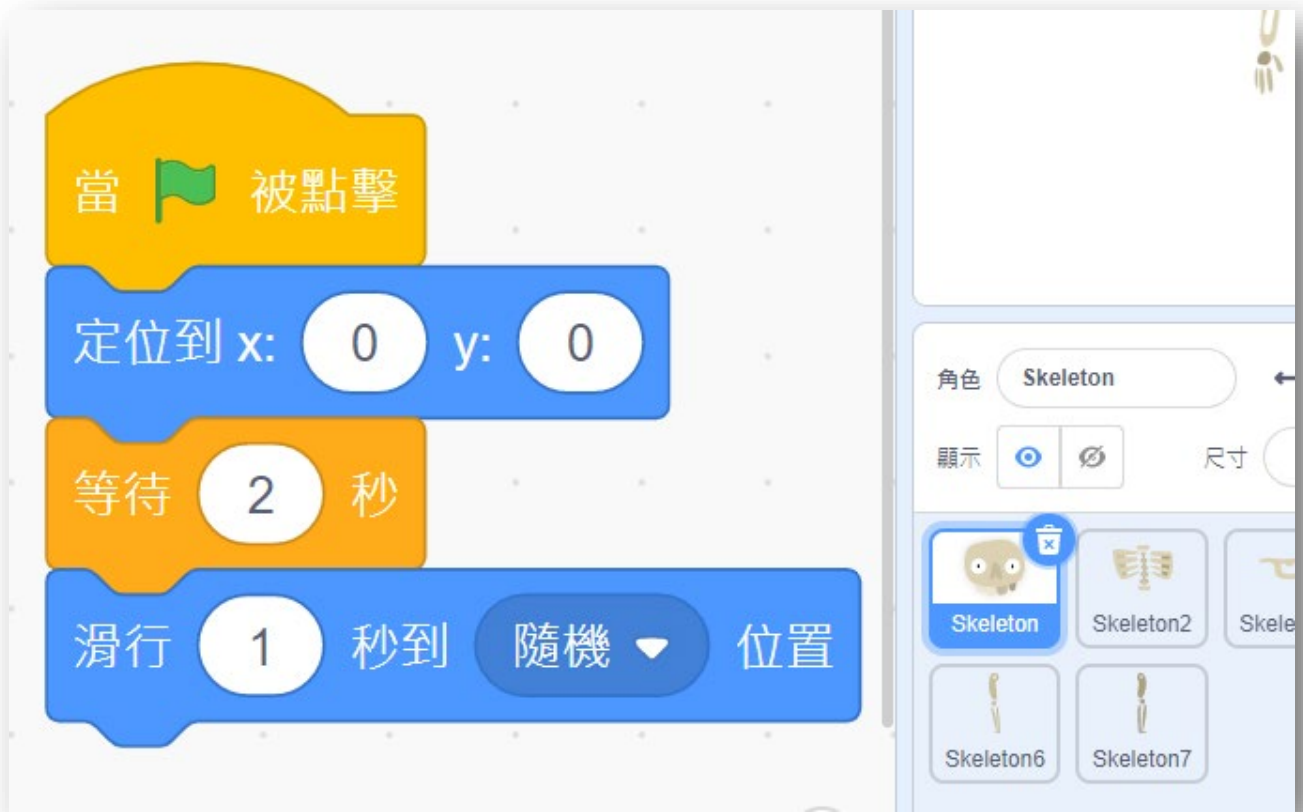 當 被點擊
定位到 x: 0 y: 0
等待 2 秒
滑行 1 秒到 隨機 位置
角色 Skeleton
顯示 尺寸
Skeleton Skeleton2 Skele
Skeleton6 Skeleton7